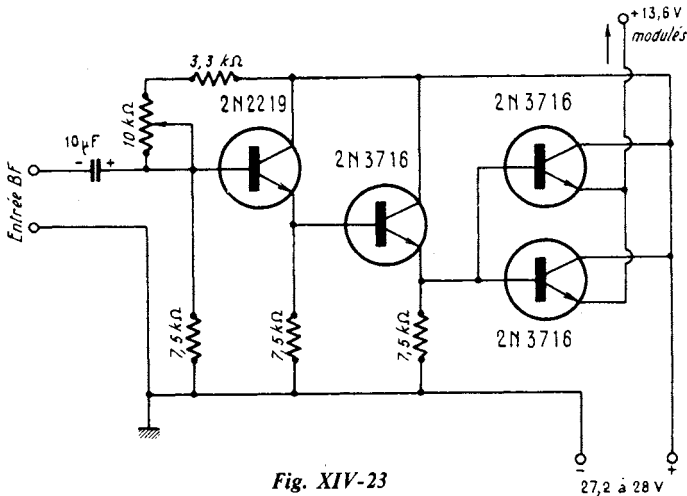 +13,6 V
modulés
3,3 kΩ
2N2219
2N3716
10 kΩ
10µF
- +
2N3716
Entrée BF
7,5 kΩ
7,5 kΩ
7,5 kΩ
2N3716
- +
27,2 à 28 V
Fig. XIV-23